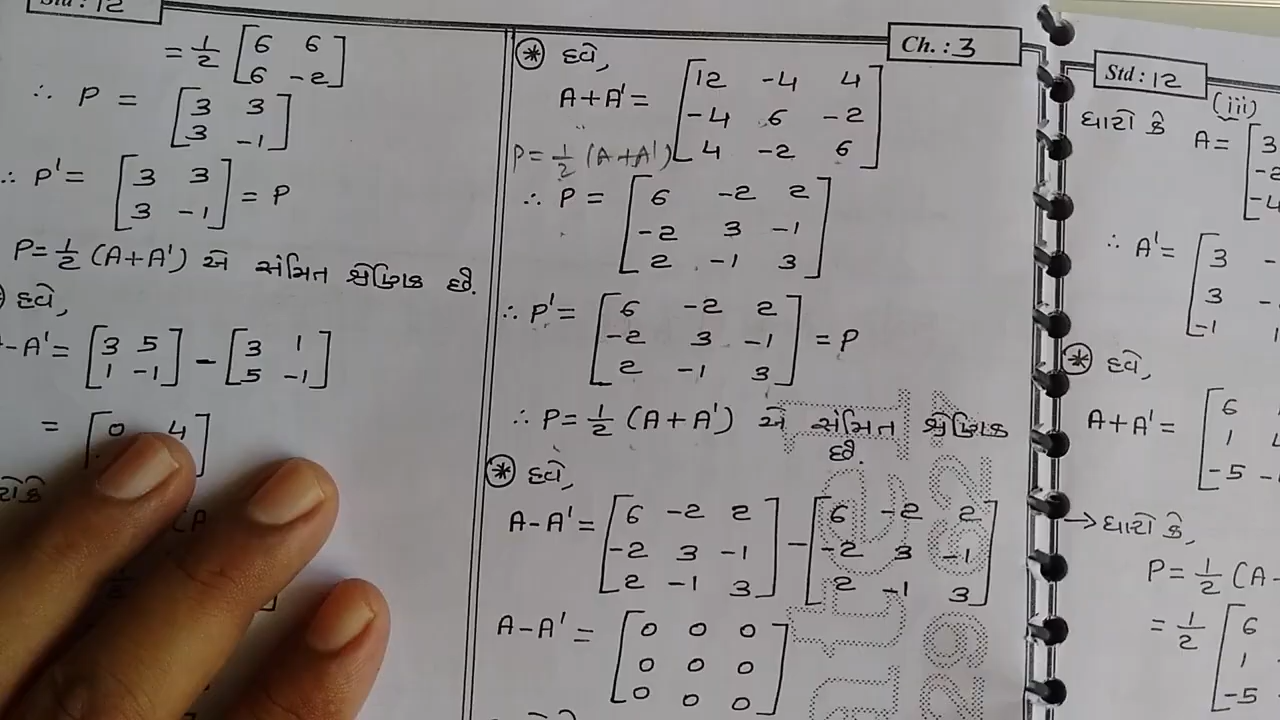 Std : 12
= 1/2 [6 6
6 -2]
∴ P = [3 3
3 -1]
∴ P' = [3 3
3 -1] = P
P = 1/2 (A+A') એ સંમિત શ્રેણિક છે.
હવે,
-A' = [3 5
1 -1] - [3 1
5 -1]
= [0 4
Ch. : 3
* હવે,
A+A' = [12 -4 4
-4 6 -2
4 -2 6]
P = 1/2 (A+A')
∴ P = [6 -2 2
-2 3 -1
2 -1 3]
∴ P' = [6 -2 2
-2 3 -1
2 -1 3] = P
∴ P = 1/2 (A+A') એ સંમિત શ્રેણિક
છે.
* હવે,
A-A' = [6 -2 2
-2 3 -1
2 -1 3] - [6 -2 2
-2 3 -1
2 -1 3]
A-A' = [0 0 0
0 0 0
0 0 0]
Std : 12
(iii)
ધારો કે A = [3
-2
-4
∴ A' = [3 -
3 -
-1 1
* હવે,
A+A' = [6
1
-5 -
→ ધારો કે,
P = 1/2 (A
= 1/2 [6
1
-5